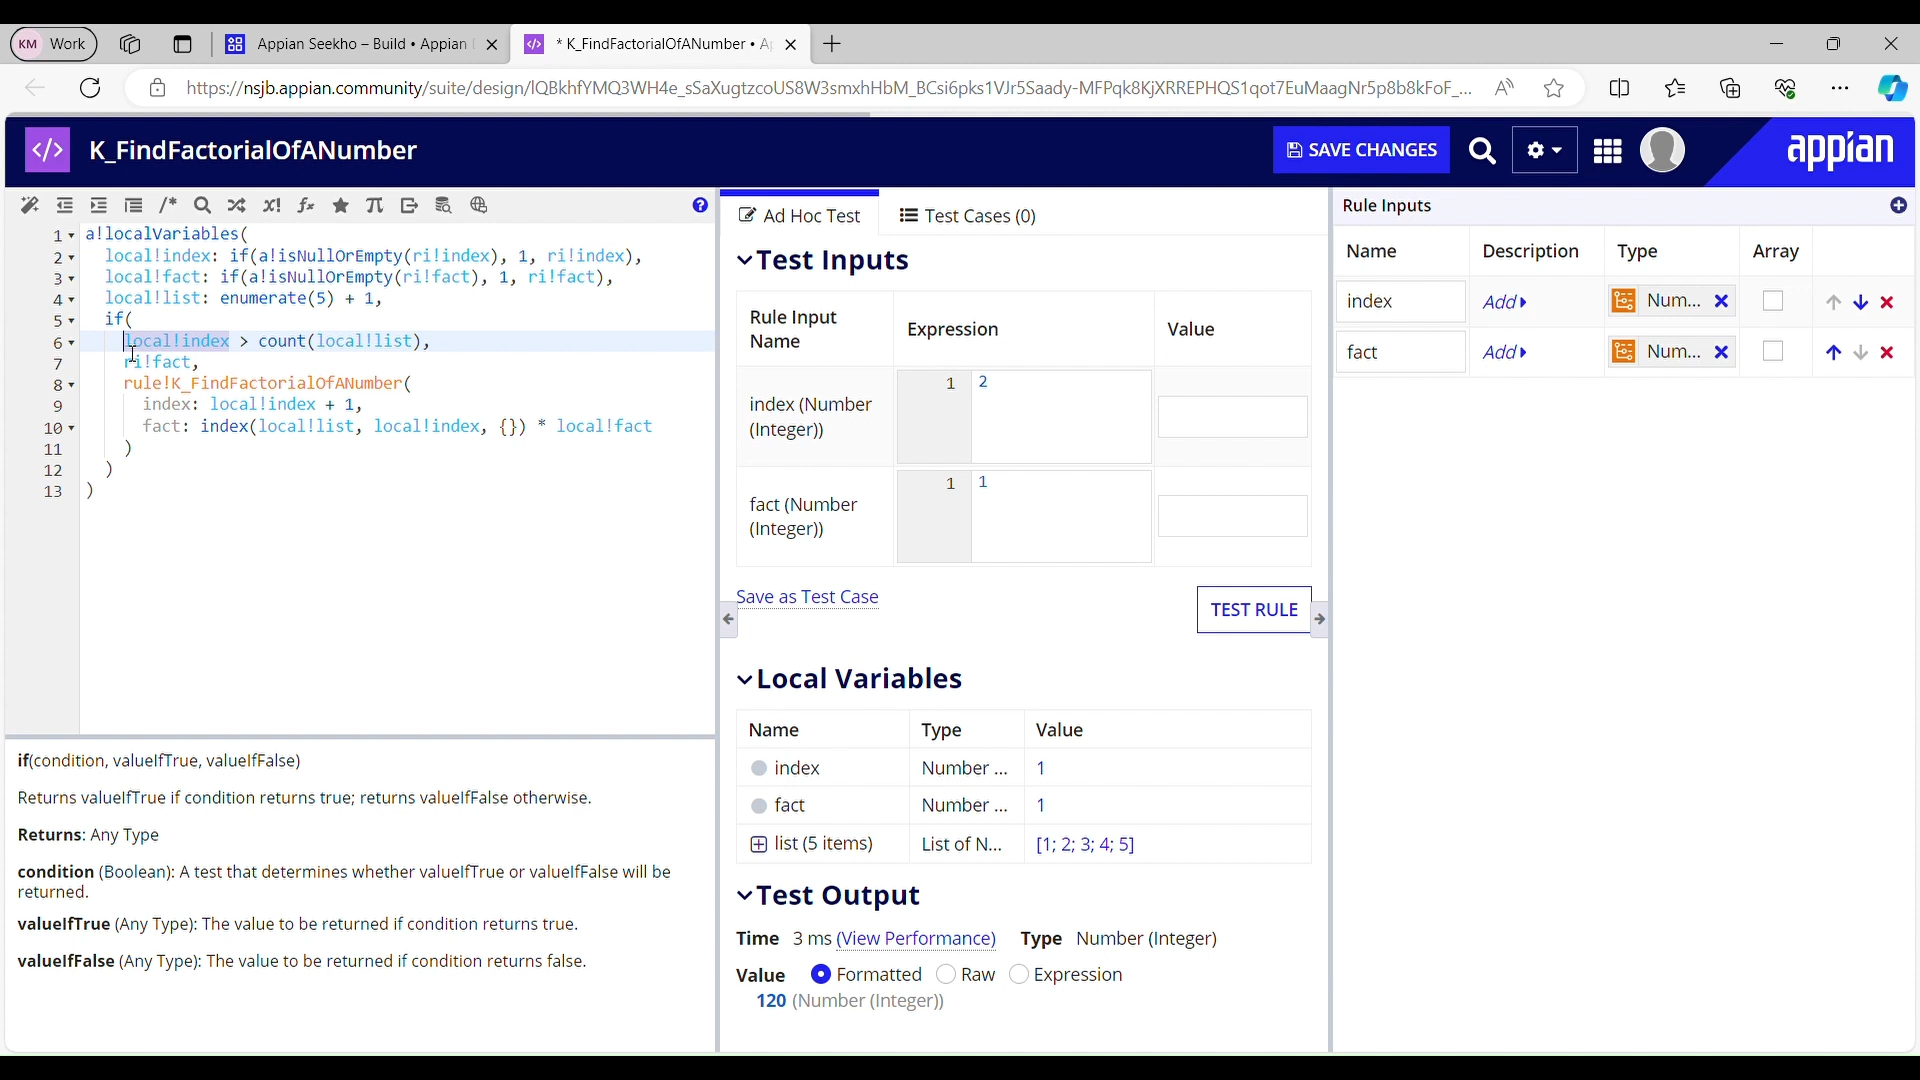 KM Work
Appian Seekho – Build • Appian
* K_FindFactorialOfANumber • Ap
https://nsjb.appian.community/suite/design/lQBkhfYMQ3WH4e_sSaXugtzcoUS8W3smxhHbM_BCsi6pks1VJr5Saady-MFPqk8KjXRREPHQS1qot7EuMaagNr5p8b8kFoF_...
K_FindFactorialOfANumber
SAVE CHANGES
appian
1 a!localVariables(
2 local!index: if(a!isNullOrEmpty(ri!index), 1, ri!index),
3 local!fact: if(a!isNullOrEmpty(ri!fact), 1, ri!fact),
4 local!list: enumerate(5) + 1,
5 if(
6 local!index > count(local!list),
7 ri!fact,
8 rule!K_FindFactorialOfANumber(
9 index: local!index + 1,
10 fact: index(local!list, local!index, {}) * local!fact
11 )
12 )
13 )
if(condition, valueIfTrue, valueIfFalse)
Returns valueIfTrue if condition returns true; returns valueIfFalse otherwise.
Returns: Any Type
condition (Boolean): A test that determines whether valueIfTrue or valueIfFalse will be
returned.
valueIfTrue (Any Type): The value to be returned if condition returns true.
valueIfFalse (Any Type): The value to be returned if condition returns false.
Ad Hoc Test
Test Cases (0)
Test Inputs
Rule Input Name Expression Value
index (Number (Integer)) 1 2
fact (Number (Integer)) 1 1
Save as Test Case
TEST RULE
Local Variables
Name Type Value
index Number ... 1
fact Number ... 1
list (5 items) List of N... [1; 2; 3; 4; 5]
Test Output
Time 3 ms (View Performance) Type Number (Integer)
Value Formatted Raw Expression
120 (Number (Integer))
Rule Inputs
Name Description Type Array
index Add Num...
fact Add Num...